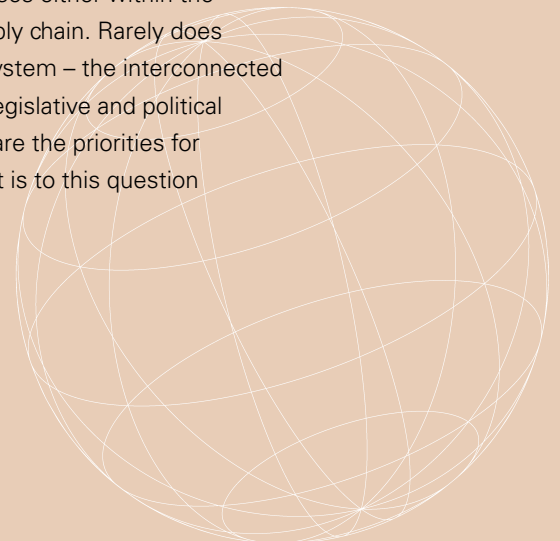 either within the
ply chain. Rarely does
ystem – the interconnected
egislative and political
are the priorities for
t is to this question